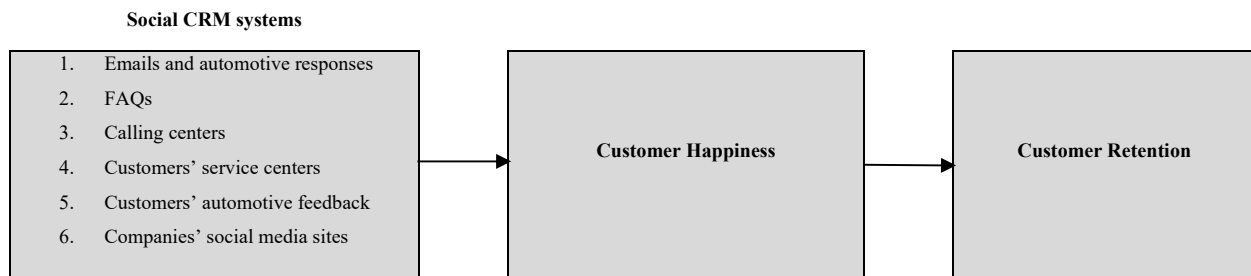 Social CRM systems
1. Emails and automotive responses
2. FAQs
3. Calling centers
4. Customers’ service centers
5. Customers’ automotive feedback
6. Companies’ social media sites
Customer Happiness
Customer Retention